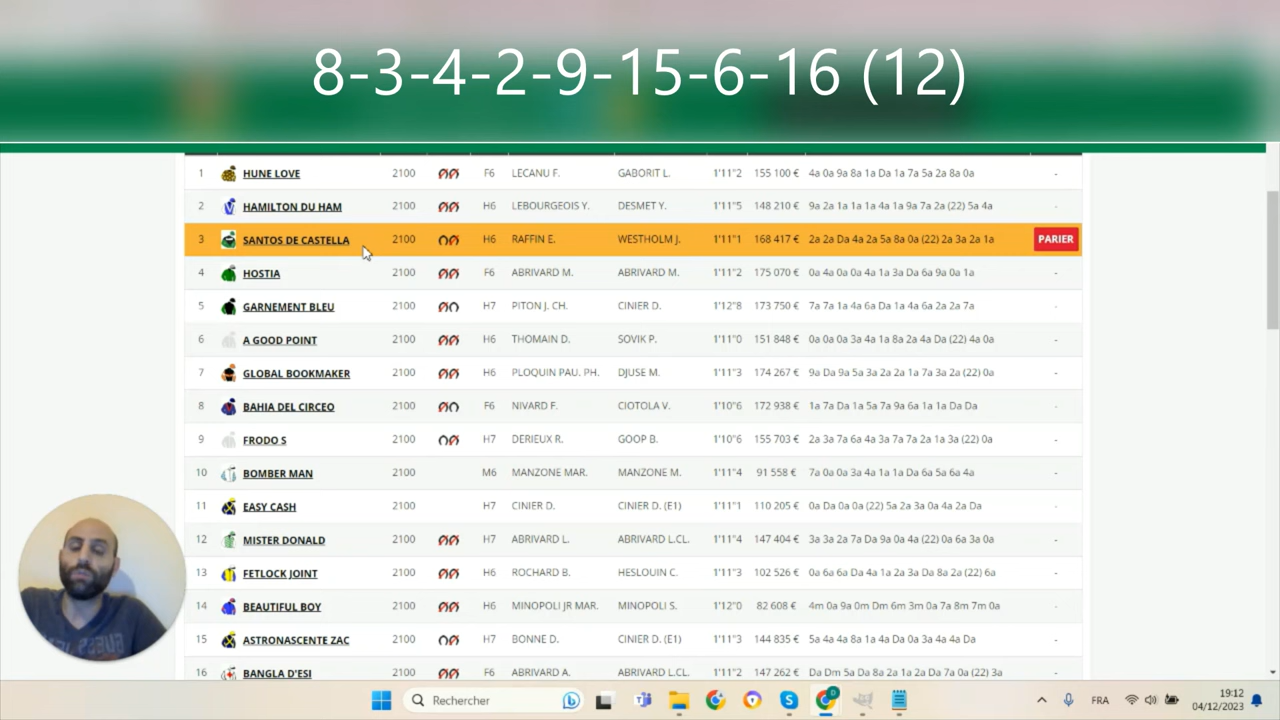 8-3-4-2-9-15-6-16 (12)
1 HUNE LOVE 2100 F6 LECANU F. GABORIT L. 1'11"2 155 100 € 4a 0a 9a 8a 1a Da 1a 7a 5a 2a 8a 0a -
2 HAMILTON DU HAM 2100 H6 LEBOURGEOIS Y. DESMET Y. 1'11"5 148 210 € 9a 2a 1a 1a 1a 4a 1a 9a 7a 2a (22) 5a 4a -
3 SANTOS DE CASTELLA 2100 H6 RAFFIN E. WESTHOLM J. 1'11"1 168 417 € 2a 2a Da 4a 2a 5a 8a 0a (22) 2a 3a 2a 1a PARIER
4 HOSTIA 2100 F6 ABRIVARD M. ABRIVARD M. 1'11"2 175 070 € 0a 4a 0a 0a 4a 1a 3a Da 6a 9a 0a 1a -
5 GARNEMENT BLEU 2100 H7 PITON J. CH. CINIER D. 1'12"8 173 750 € 7a 7a 1a 4a 6a Da 1a 4a 6a 2a 2a 7a -
6 A GOOD POINT 2100 H6 THOMAIN D. SOVIK P. 1'11"0 151 848 € 0a 0a 0a 3a 4a 1a 8a 2a 4a Da (22) 4a 0a -
7 GLOBAL BOOKMAKER 2100 H6 PLOQUIN PAU. PH. DJUSE M. 1'11"3 174 267 € 9a Da 9a 5a 3a 2a 2a 1a 7a 3a 2a (22) 0a -
8 BAHIA DEL CIRCEO 2100 F6 NIVARD F. CIOTOLA V. 1'10"6 172 938 € 1a 7a Da 1a 5a 7a 9a 6a 1a 1a Da Da -
9 FRODO S 2100 H7 DERIEUX R. GOOP B. 1'10"6 155 703 € 2a 3a 7a 6a 4a 3a 7a 7a 2a 1a 3a (22) 0a -
10 BOMBER MAN 2100 M6 MANZONE MAR. MANZONE M. 1'11"4 91 558 € 7a 0a 0a 3a 4a 1a 1a Da 6a 5a 6a 4a -
11 EASY CASH 2100 H7 CINIER D. CINIER D. (E1) 1'11"1 110 205 € 0a Da 0a 0a (22) 5a 2a 3a 0a 4a 2a Da -
12 MISTER DONALD 2100 H7 ABRIVARD L. ABRIVARD L.CL. 1'11"4 147 404 € 3a 3a 2a 7a Da 9a 0a 4a (22) 0a 6a 3a 0a -
13 FETLOCK JOINT 2100 H6 ROCHARD B. HESLOUIN C. 1'11"3 102 526 € 0a 6a 6a Da 4a 1a 2a 3a Da 8a 2a (22) 6a -
14 BEAUTIFUL BOY 2100 H6 MINOPOLI JR MAR. MINOPOLI S. 1'12"0 82 608 € 4m 0a 9a 0m Dm 6m 3m 0a 7a 8m 7m 0a -
15 ASTRONASCENTE ZAC 2100 H7 BONNE D. CINIER D. (E1) 1'11"3 144 835 € 5a 4a 4a 8a 1a 4a Da 0a 3a 4a 4a Da -
16 BANGLA D'ESI 2100 F6 ABRIVARD A. ABRIVARD L.CL. 1'11"2 147 262 € Da Dm 5a Da 8a 2a 1a 2a Da 7a 0a (22) 3a -
Rechercher FRA 19:12
04/12/2023